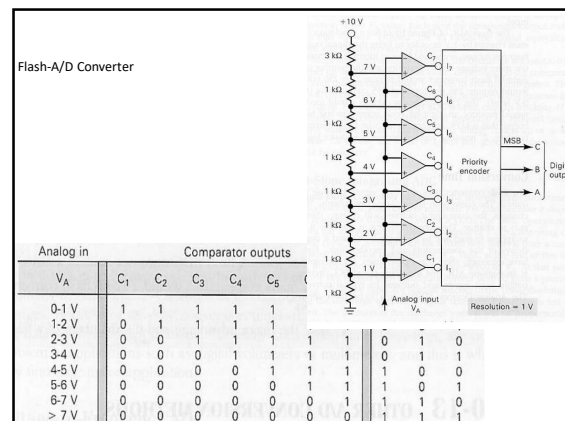 Flash-A/D Converter
+10 V
3 kΩ
7 V
C7
I7
1 kΩ
6 V
C6
I6
1 kΩ
5 V
C5
I5
1 kΩ
4 V
C4
I4
1 kΩ
3 V
C3
I3
1 kΩ
2 V
C2
I2
1 kΩ
1 V
C1
I1
1 kΩ
Priority
encoder
MSB
C
B
A
Digi
outp
Analog input
VA
Resolution = 1 V
Analog in Comparator outputs
VA C1 C2 C3 C4 C5
0-1 V 1 1 1 1 1
1-2 V 0 1 1 1 1
2-3 V 0 0 1 1 1 1 1 0 1 0
3-4 V 0 0 0 1 1 1 1 0 1 1
4-5 V 0 0 0 0 1 1 1 1 0 0
5-6 V 0 0 0 0 0 1 1 1 0 1
6-7 V 0 0 0 0 0 0 1 1 1 0
> 7 V 0 0 0 0 0 0 0 1 1 1